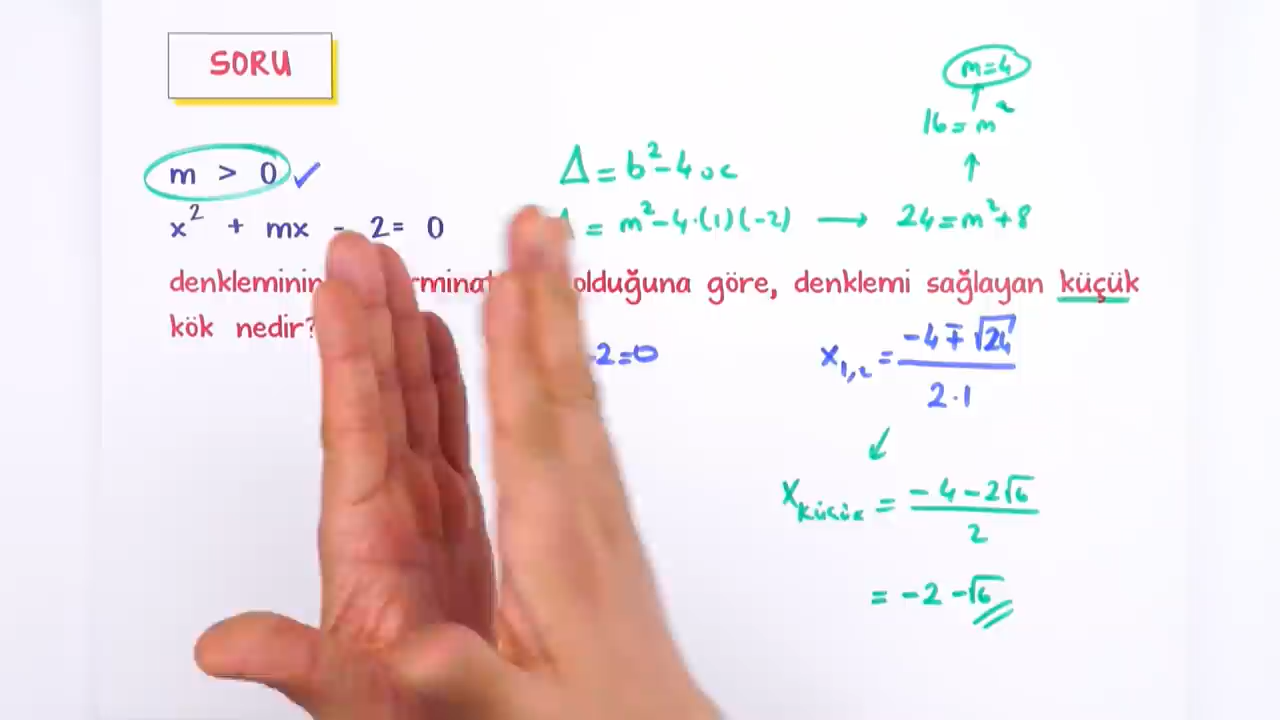 SORU
m > 0
x² + mx - 2 = 0
denkleminin olduğuna göre, denklemi sağlayan küçük
kök nedir?
Δ = b² - 4ac
= m² - 4·(1)(-2) → 24 = m² + 8
↑
16 = m²
↑
m = 4
-2 = 0
x₁,₂ = (-4 ∓ √24) / (2·1)
↙
x küçük = (-4 - 2√6) / 2
= -2 - √6